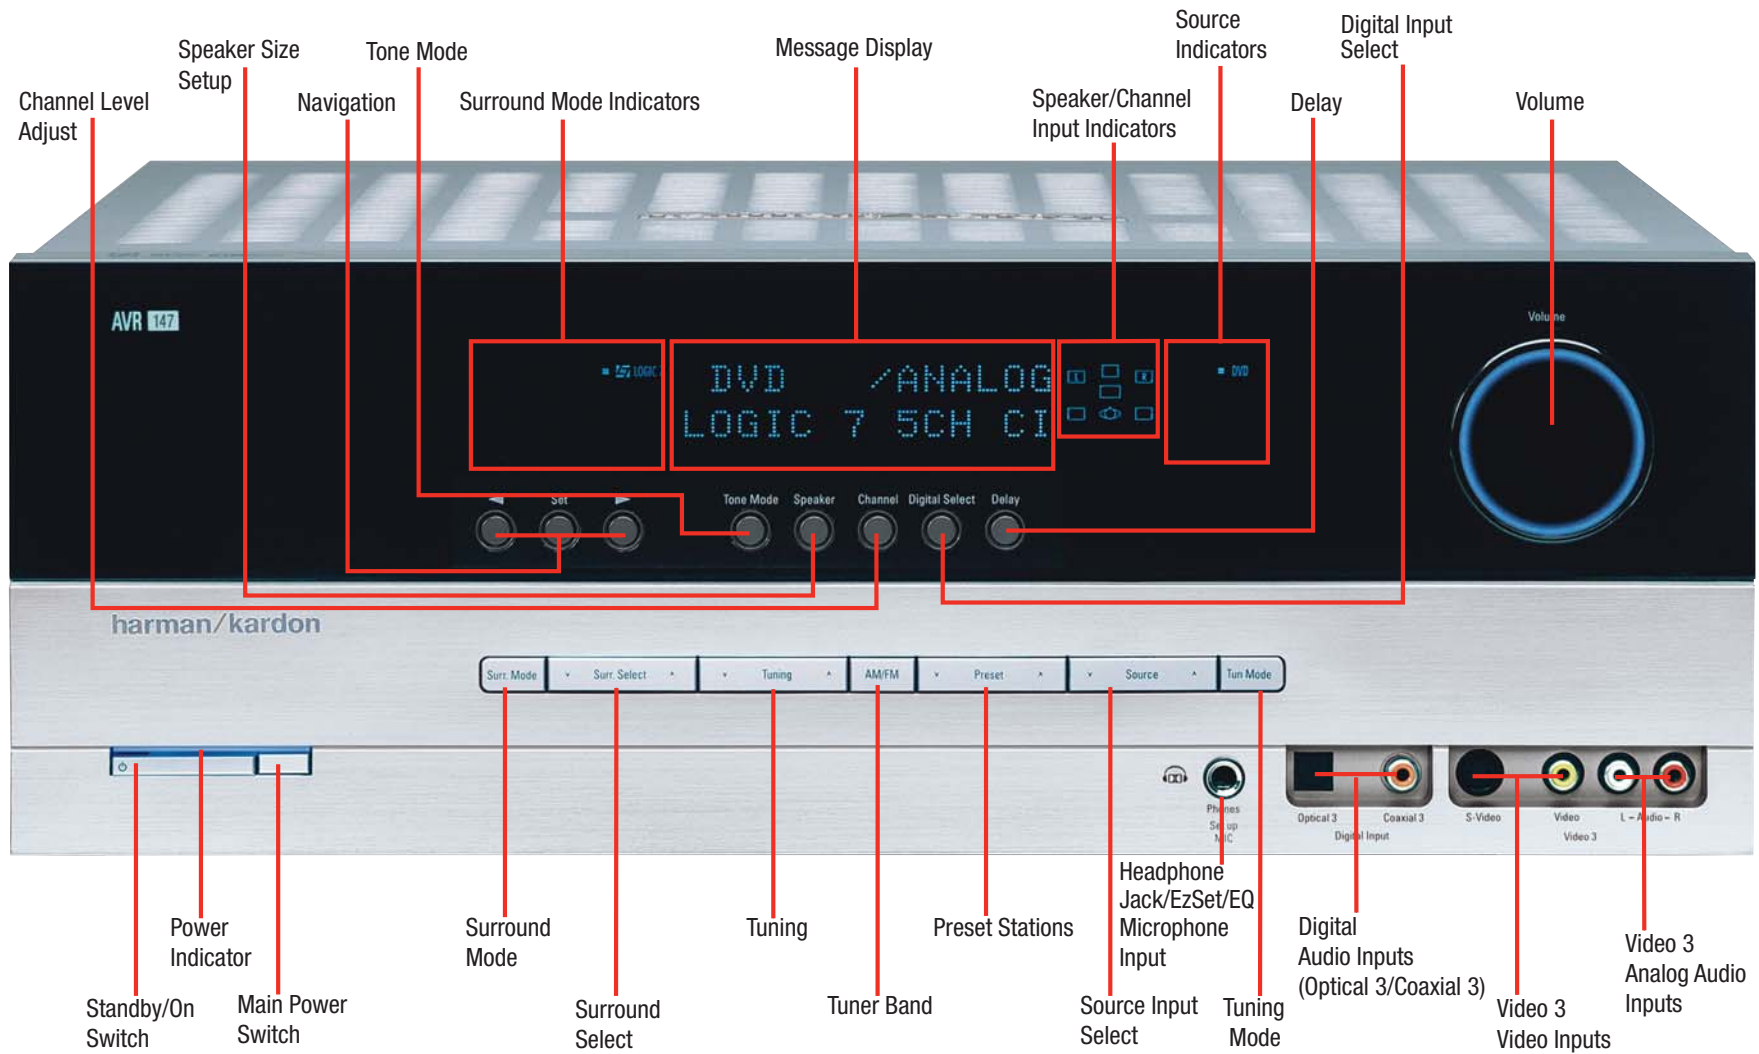 Source
Indicators
Digital Input
Select
Speaker Size
Setup
Tone Mode
Message Display
Channel Level
Adjust
Navigation
Surround Mode Indicators
Speaker/Channel
Input Indicators
Delay
Volume
AVR 147
Volume
LOGIC 7
DVD /ANALOG
LOGIC 7 5CH CI
L
R
DVD
Set
Tone Mode
Speaker
Channel
Digital Select
Delay
harman/kardon
Surr. Mode
Surr. Select
Tuning
AM/FM
Preset
Source
Tun Mode
Phones
Set up
MIC
Optical 3
Coaxial 3
Digital Input
S-Video
Video
L – Audio – R
Video 3
Power
Indicator
Surround
Mode
Tuning
Preset Stations
Headphone
Jack/EzSet/EQ
Microphone
Input
Digital
Audio Inputs
(Optical 3/Coaxial 3)
Video 3
Analog Audio
Inputs
Standby/On
Switch
Main Power
Switch
Surround
Select
Tuner Band
Source Input
Select
Tuning
Mode
Video 3
Video Inputs